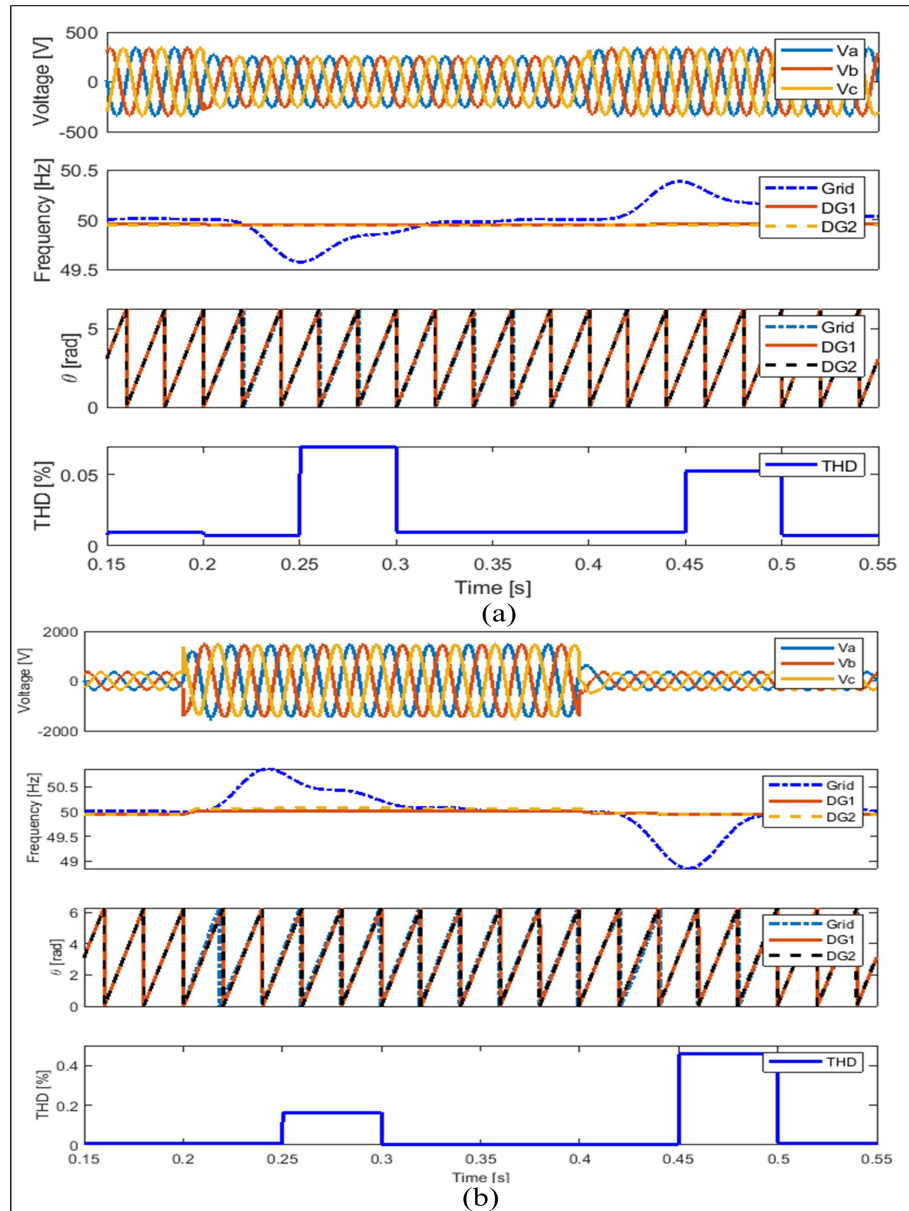 500
0
-500
Voltage [V]
Va
Vb
Vc
50.5
50
49.5
Frequency [Hz]
Grid
DG1
DG2
5
0
θ [rad]
Grid
DG1
DG2
0.05
0
THD [%]
THD
0.15 0.2 0.25 0.3 0.35 0.4 0.45 0.5 0.55
Time [s]
(a)
2000
0
-2000
Voltage [V]
Va
Vb
Vc
50.5
50
49.5
49
Frequency [Hz]
Grid
DG1
DG2
6
4
2
0
θ [rad]
Grid
DG1
DG2
0.4
0.2
0
THD [%]
THD
0.15 0.2 0.25 0.3 0.35 0.4 0.45 0.5 0.55
Time [s]
(b)